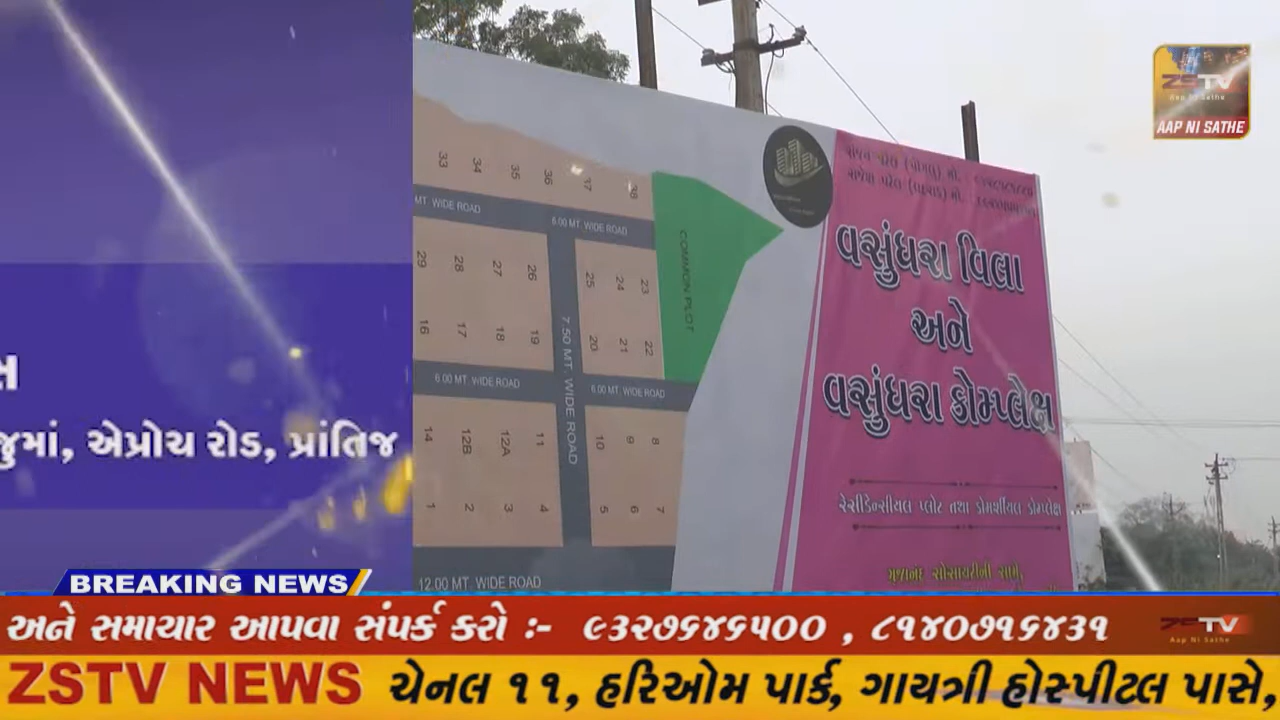 ZSTV
Aap Ni Sathe
AAP NI SATHE
સ
જુમાં, એપ્રોચ રોડ, પ્રાંતિજ
33 34 35 36 37 38
MT. WIDE ROAD
6.00 MT. WIDE ROAD
29 28 27 26 25 24 23
COMMON PLOT
16 17 18 19 20 21 22
7.50 MT. WIDE ROAD
6.00 MT. WIDE ROAD
6.00 MT. WIDE ROAD
14 12B 12A 11 10 9 8
1 2 3 4 5 6 7
12.00 MT. WIDE ROAD
વસુંધરા વિલા
અને
વસુંધરા કોમ્પ્લેક્ષ
રેસીડેન્સીયલ પ્લોટ તથા કોમર્શીયલ કોમ્પ્લેક્ષ
ગજાનંદ સોસાયટીની સામે,
BREAKING NEWS
અને સમાચાર આપવા સંપર્ક કરો :- ૯૩૨૭૬૪૬૫૦૦ , ૮૧૪૦૭૧૬૪૩૧
ZSTV
Aap Ni Sathe
ZSTV NEWS ચેનલ ૧૧, હરિઓમ પાર્ક, ગાયત્રી હોસ્પીટલ પાસે,